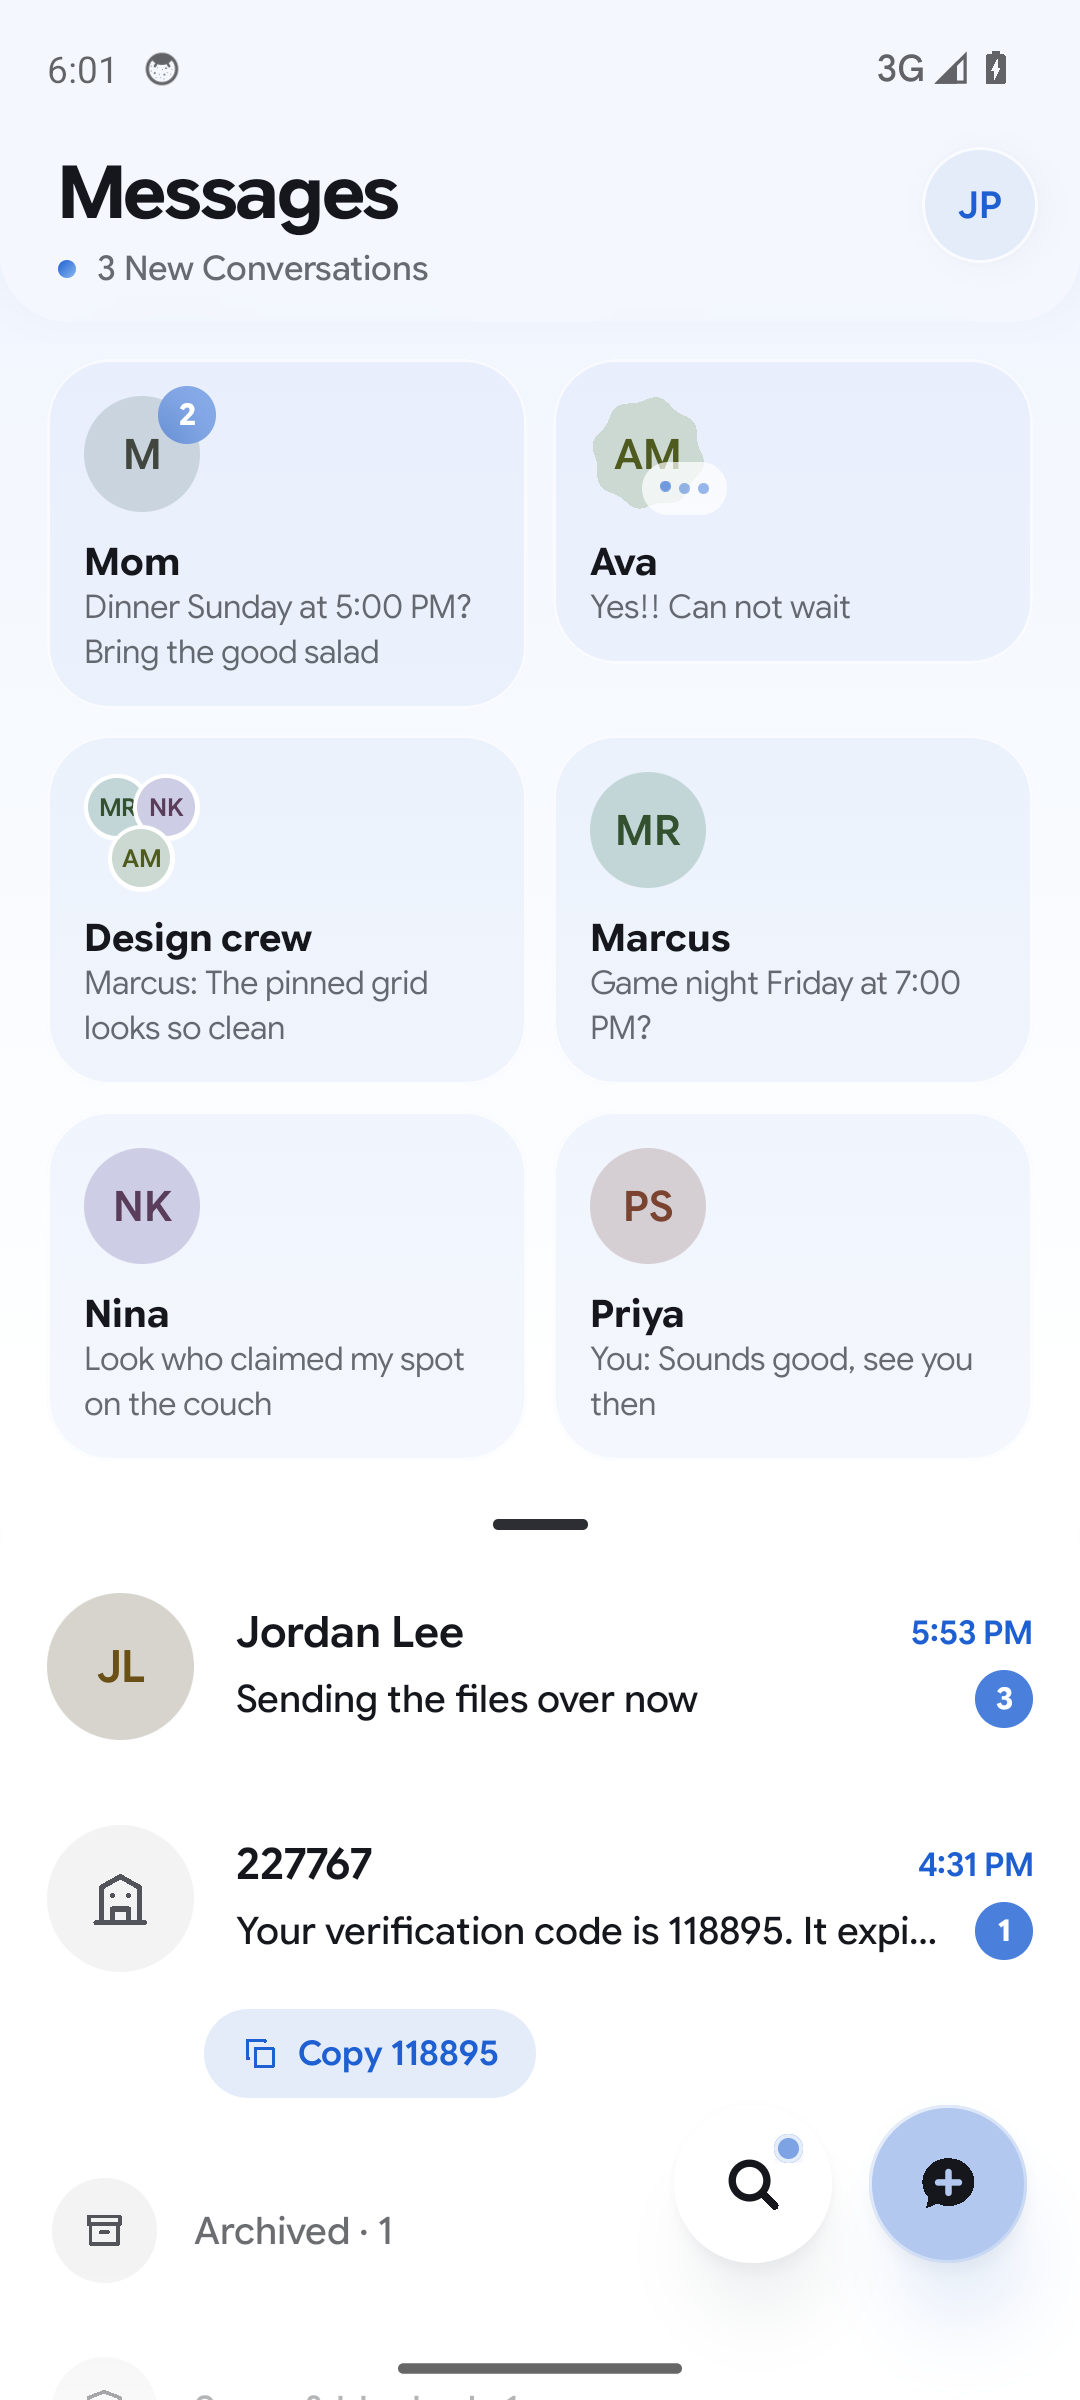 6:01
3G
Messages
JP
3 New Conversations
M
2
Mom
Dinner Sunday at 5:00 PM?
Bring the good salad
AM
Ava
Yes!! Can not wait
MR
NK
AM
Design crew
Marcus: The pinned grid
looks so clean
MR
Marcus
Game night Friday at 7:00
PM?
NK
Nina
Look who claimed my spot
on the couch
PS
Priya
You: Sounds good, see you
then
JL
Jordan Lee
5:53 PM
Sending the files over now
3
227767
4:31 PM
Your verification code is 118895. It expi...
1
Copy 118895
Archived · 1